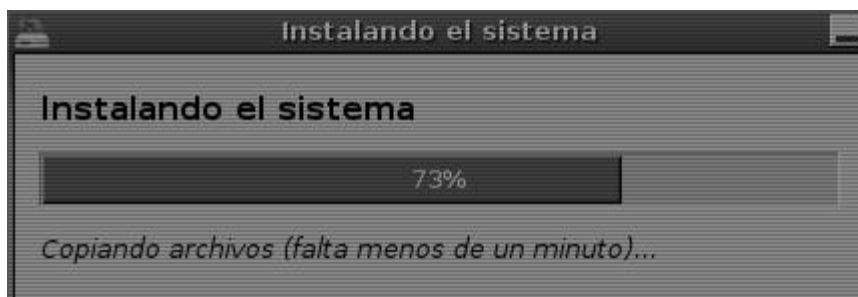 Instalando el sistema
Instalando el sistema
73%
Copiando archivos (falta menos de un minuto)...